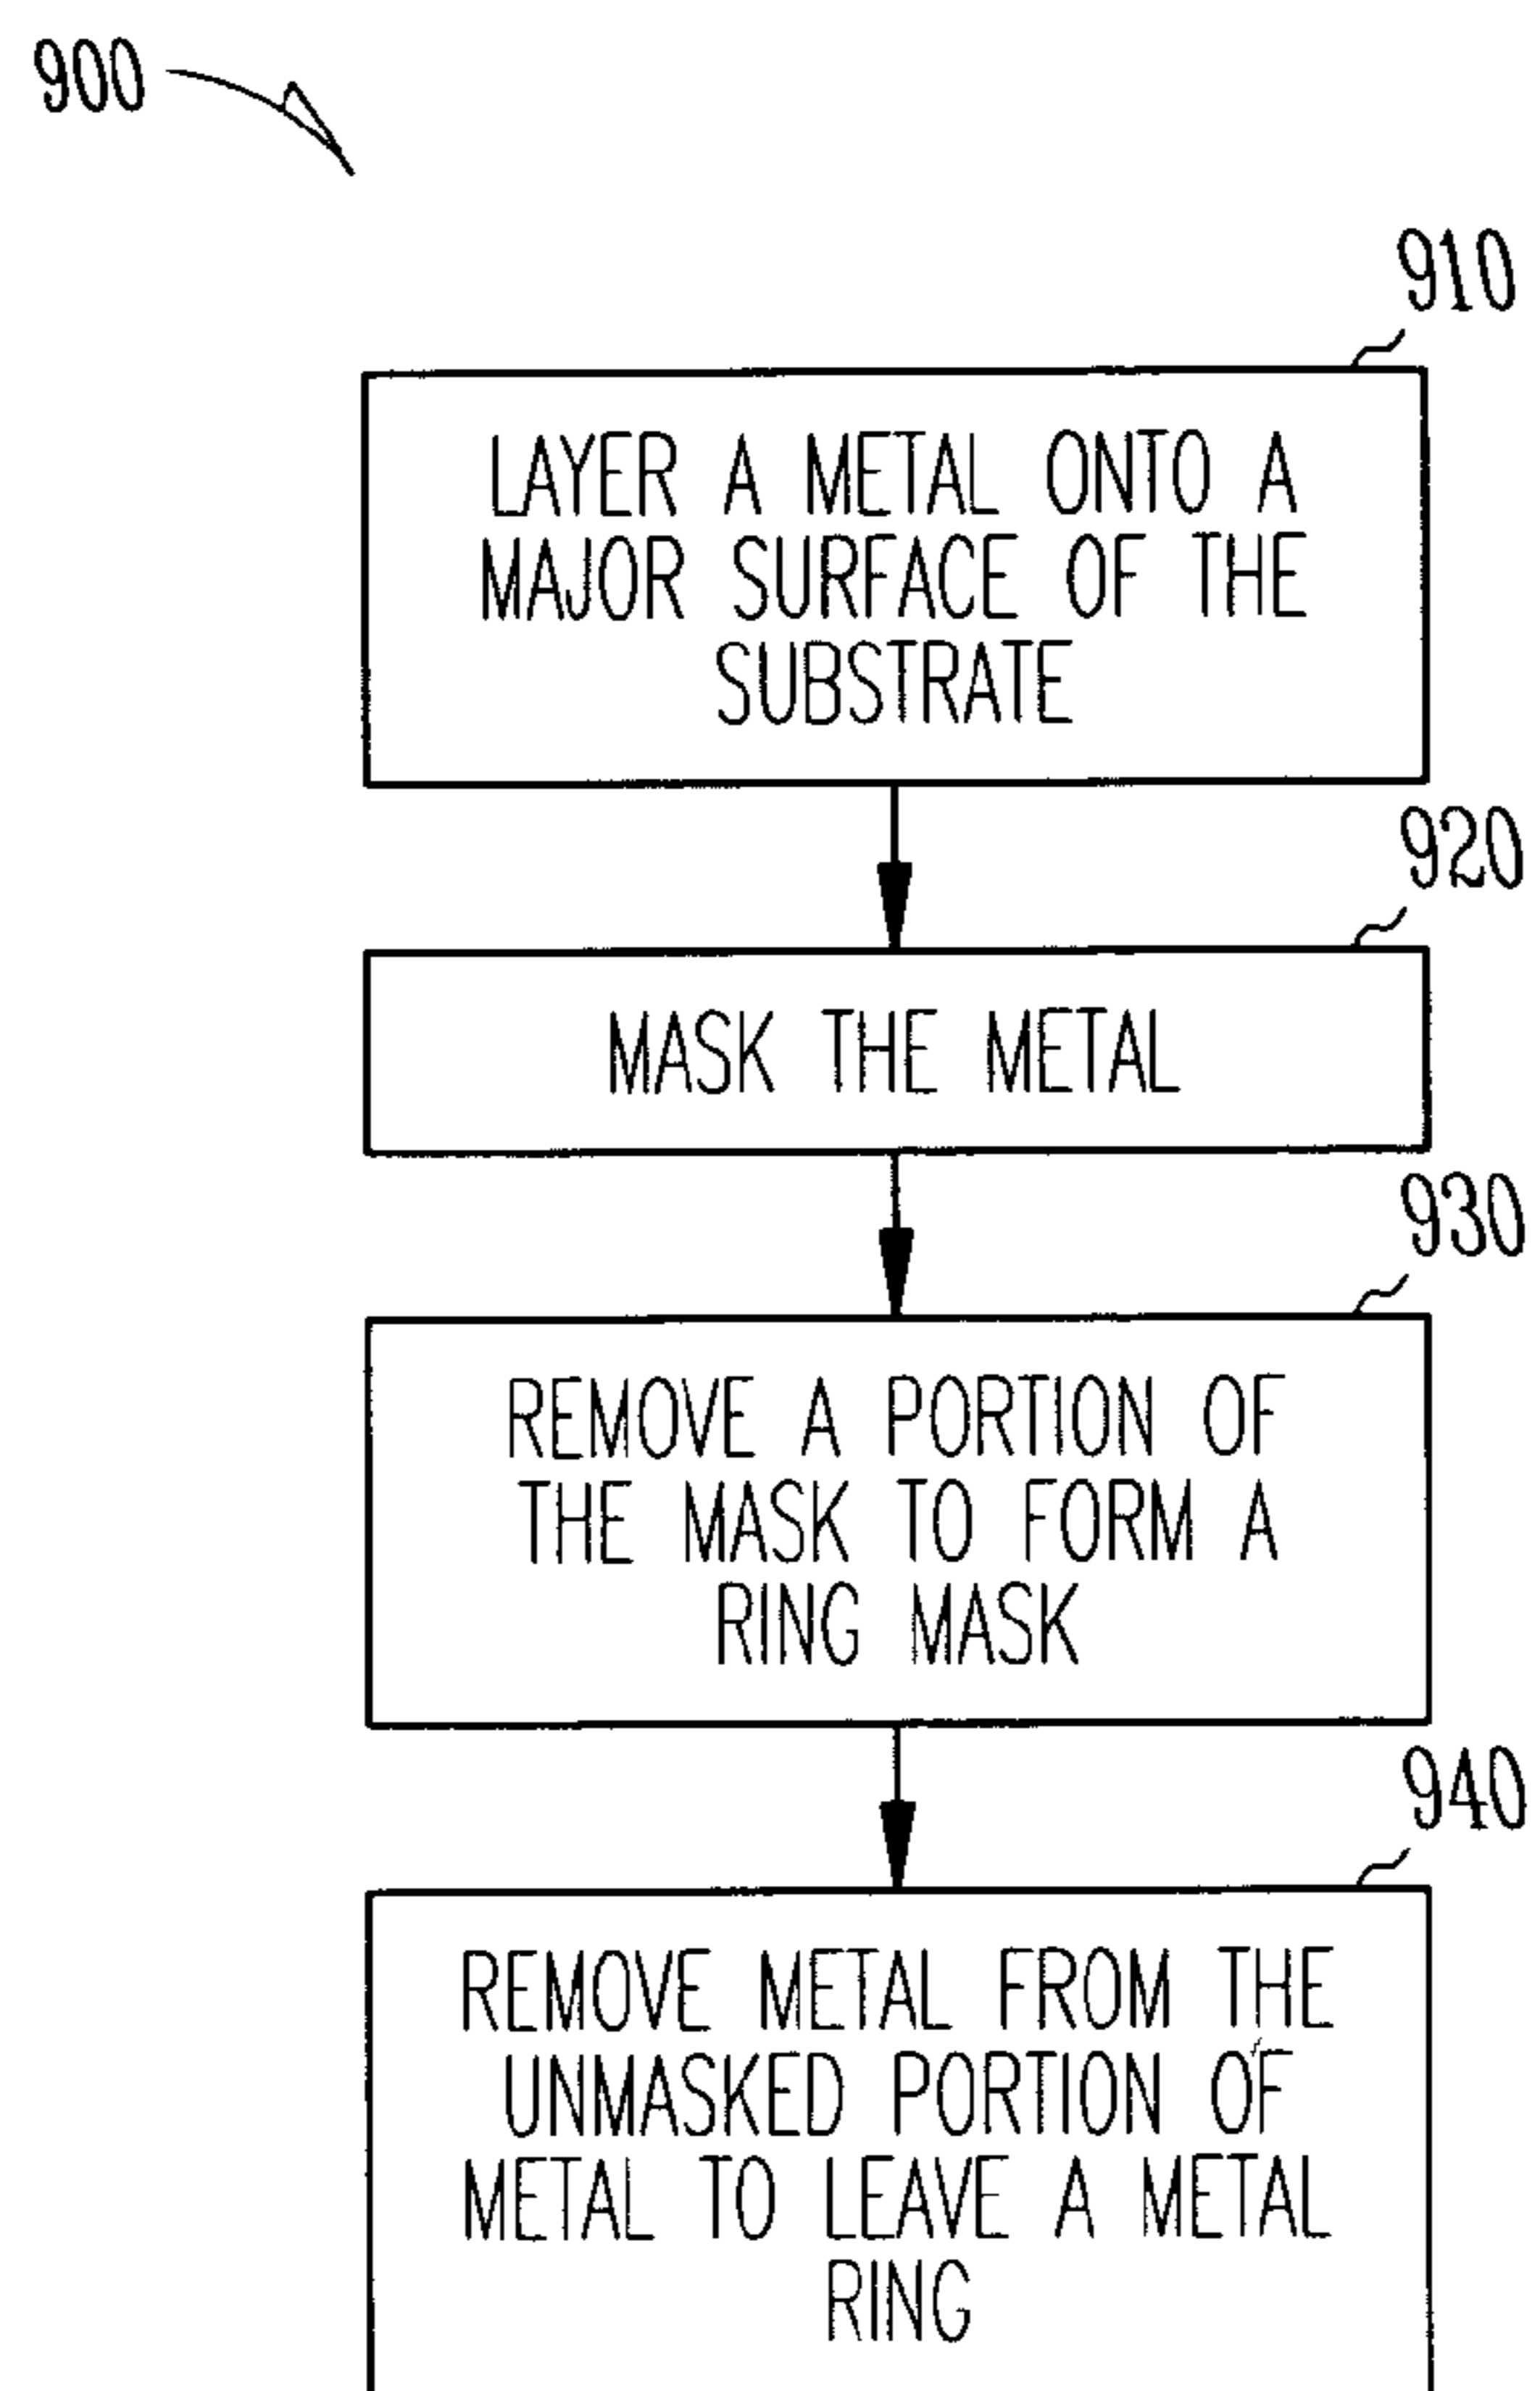 900
910
LAYER A METAL ONTO A
MAJOR SURFACE OF THE
SUBSTRATE
920
MASK THE METAL
930
REMOVE A PORTION OF
THE MASK TO FORM A
RING MASK
940
REMOVE METAL FROM THE
UNMASKED PORTION OF
METAL TO LEAVE A METAL
RING